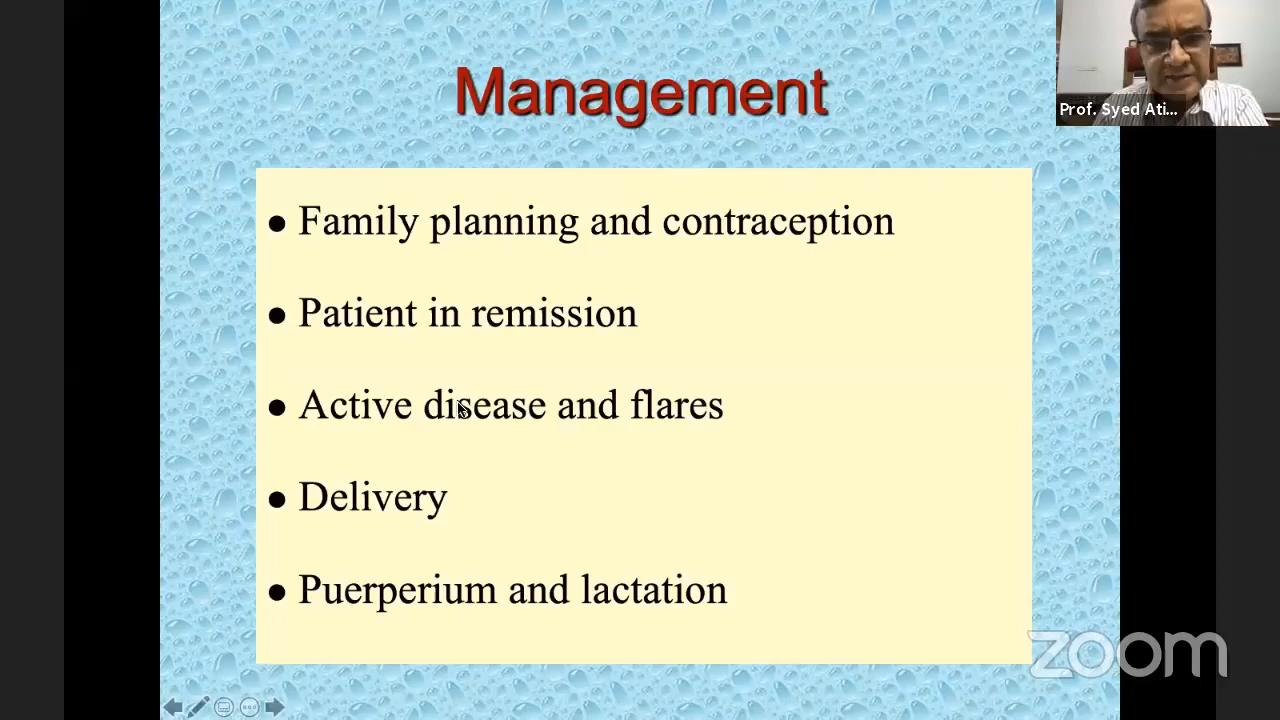 Management
Prof. Syed Ati...
• Family planning and contraception
• Patient in remission
• Active disease and flares
• Delivery
• Puerperium and lactation
zoom